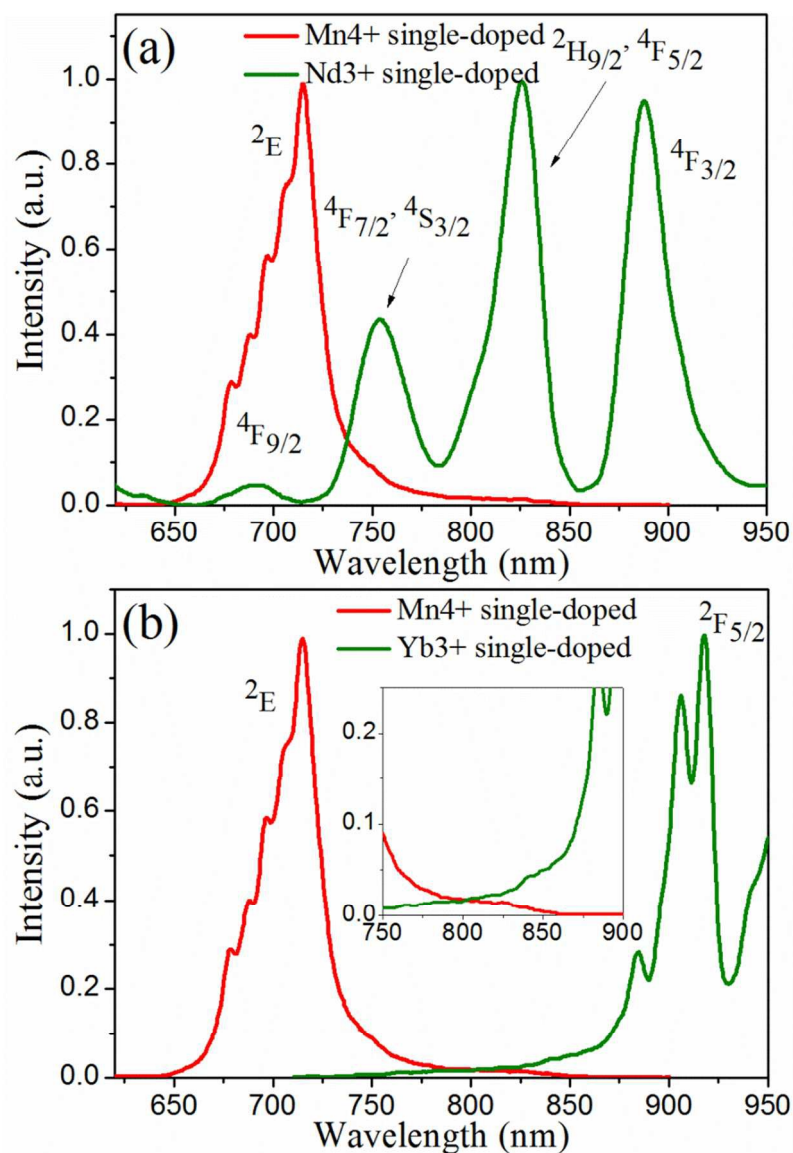 (a)
Mn4+ single-doped
Nd3+ single-doped
²H₉/₂, ⁴F₅/₂
²E
⁴F₇/₂, ⁴S₃/₂
⁴F₃/₂
⁴F₉/₂
Intensity (a.u.)
1.0
0.8
0.6
0.4
0.2
0.0
650 700 750 800 850 900 950
Wavelength (nm)
(b)
Mn4+ single-doped
Yb3+ single-doped
²F₅/₂
²E
Intensity (a.u.)
1.0
0.8
0.6
0.4
0.2
0.0
0.2
0.1
0.0
750 800 850 900
650 700 750 800 850 900 950
Wavelength (nm)